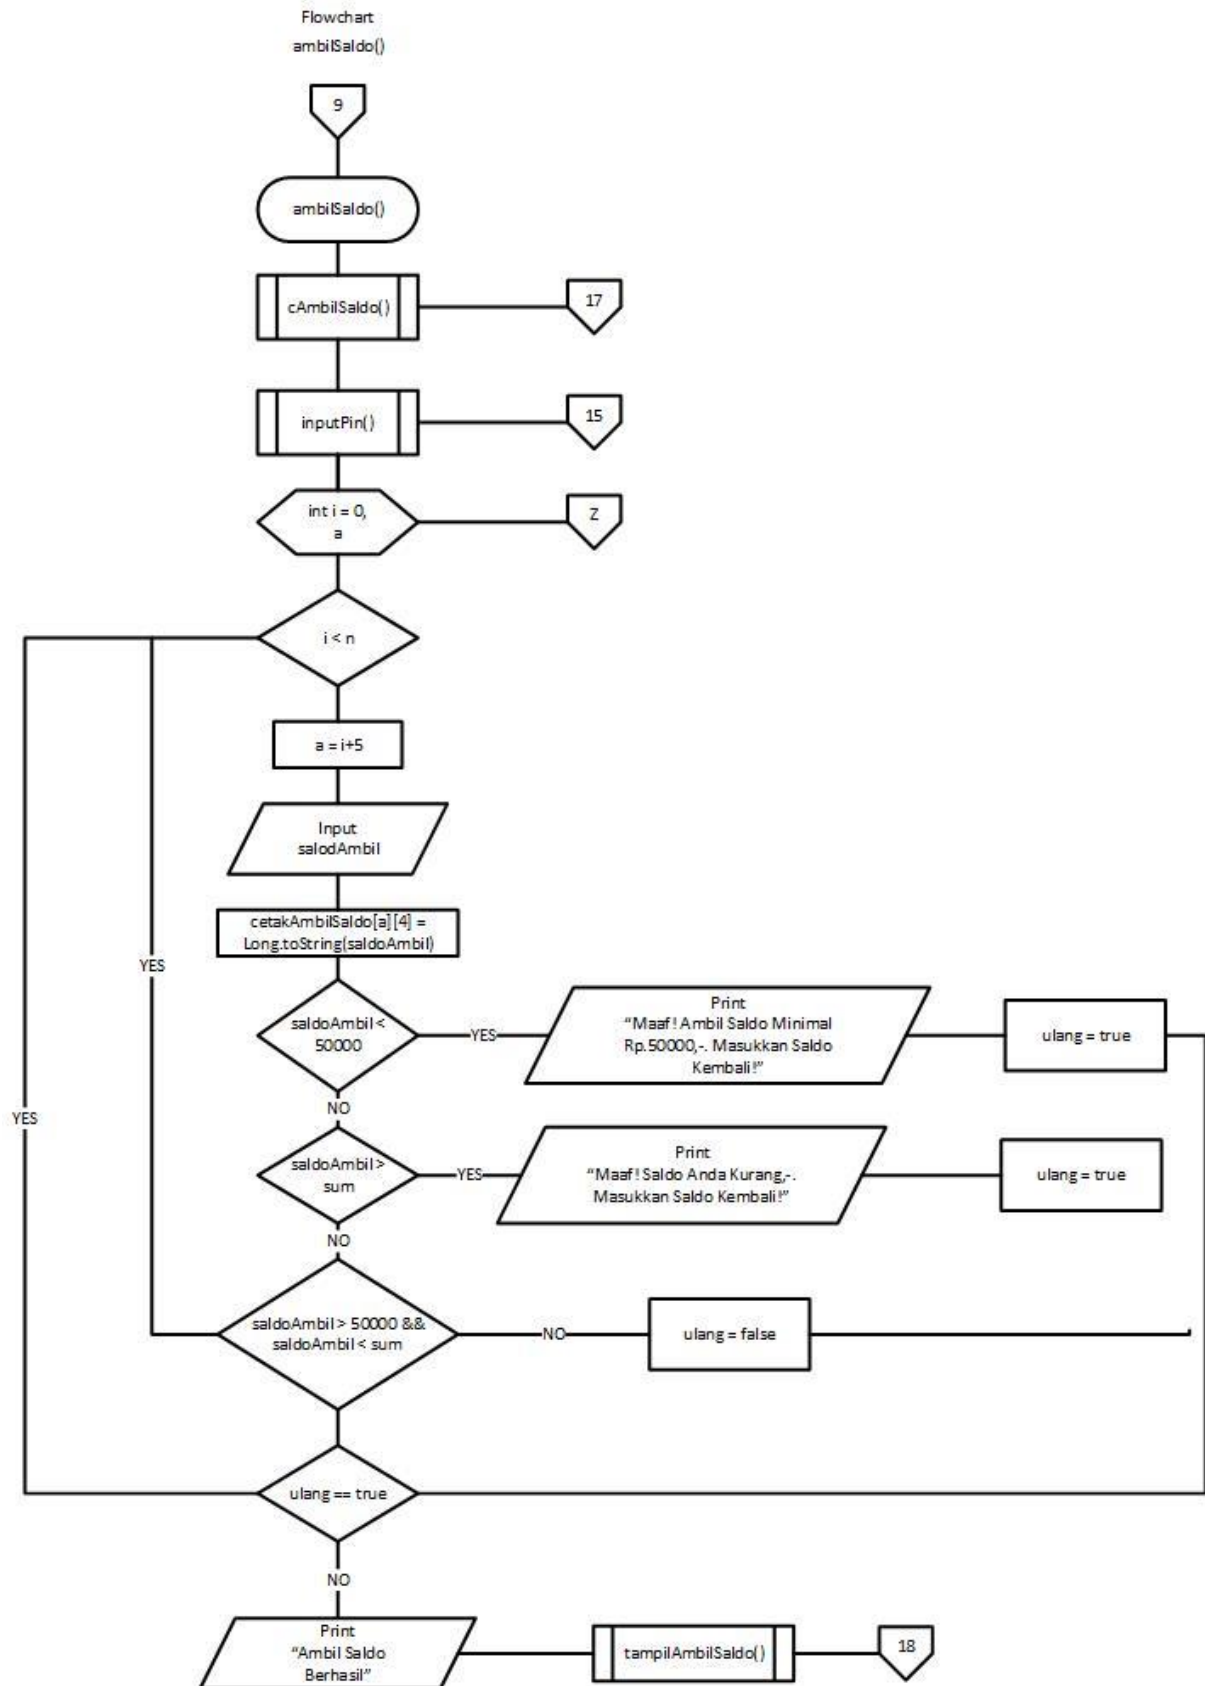 Flowchart
ambilSaldo()
9
ambilSaldo()
cAmbilSaldo()
17
inputPin()
15
int i = 0,
a
Z
i < n
a = i+5
Input
salodAmbil
cetakAmbilSaldo[a][4] =
Long.toString(saldoAmbil)
YES
saldoAmbil <
50000
YES
Print
“Maaf! Ambil Saldo Minimal
Rp.50000,-. Masukkan Saldo
Kembali!”
ulang = true
YES
NO
saldoAmbil >
sum
YES
Print
“Maaf! Saldo Anda Kurang,-.
Masukkan Saldo Kembali!”
ulang = true
NO
saldoAmbil > 50000 &&
saldoAmbil < sum
NO
ulang = false
ulang == true
NO
Print
“Ambil Saldo
Berhasil”
tampilAmbilSaldo()
18